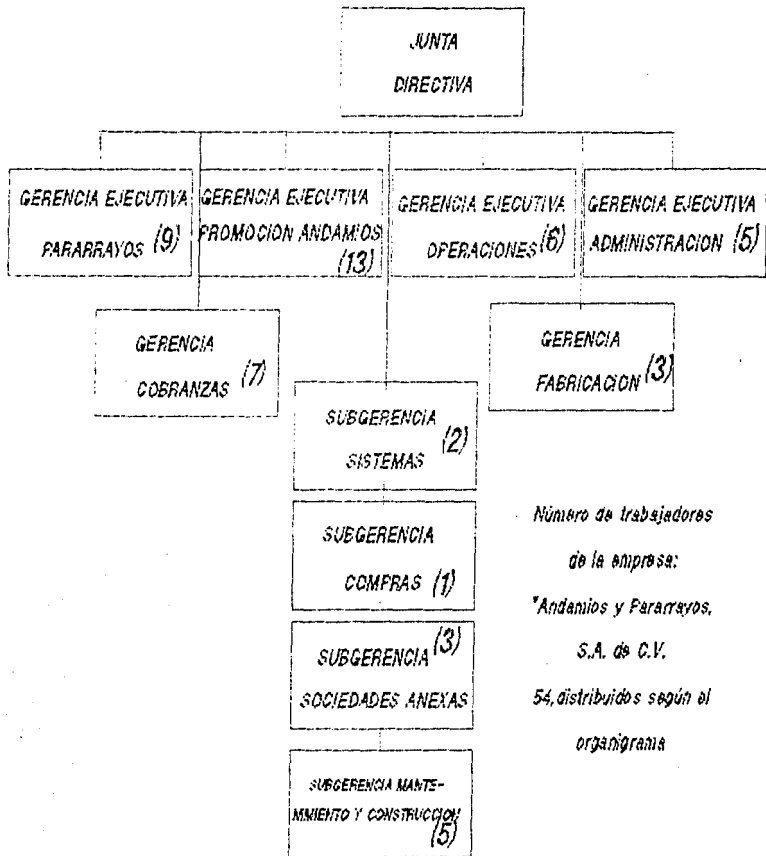 JUNTA
DIRECTIVA
GERENCIA EJECUTIVA
PARARRAYOS (9)
GERENCIA EJECUTIVA
PROMOCION ANDAMIOS
(13)
GERENCIA EJECUTIVA
OPERACIONES (6)
GERENCIA EJECUTIVA
ADMINISTRACION (5)
GERENCIA
COBRANZAS (7)
GERENCIA
FABRICACION (3)
SUBGERENCIA
SISTEMAS (2)
SUBGERENCIA
COMPRAS (1)
SUBGERENCIA (3)
SOCIEDADES ANEXAS
SUBGERENCIA MANTE-
NIMIENTO Y CONSTRUCCION
(5)
Número de trabajadores
de la empresa:
"Andamios y Pararrayos,
S.A. de C.V.
54, distribuidos según el
organigrama